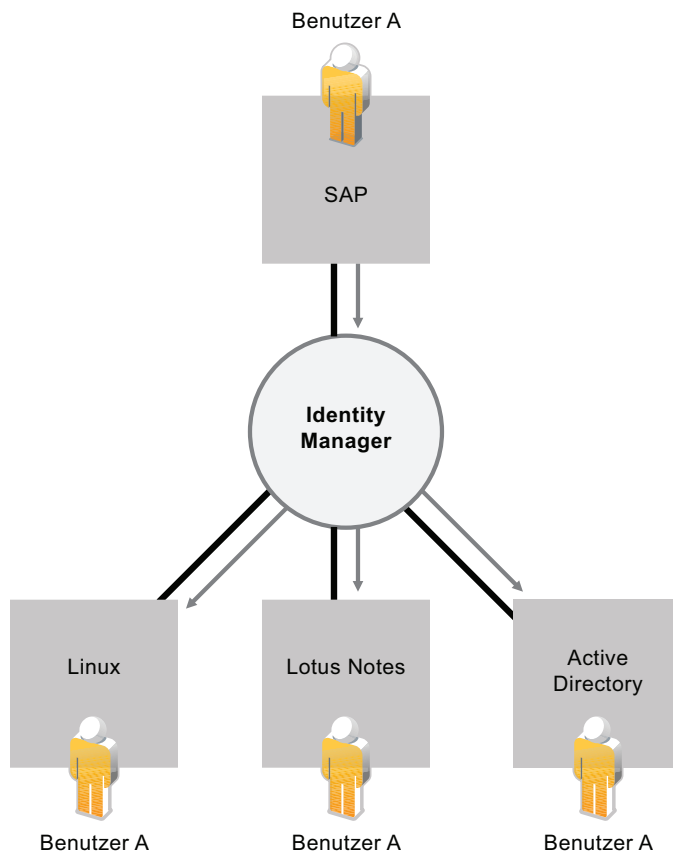 Benutzer A
SAP
Identity
Manager
Linux
Lotus Notes
Active
Directory
Benutzer A
Benutzer A
Benutzer A